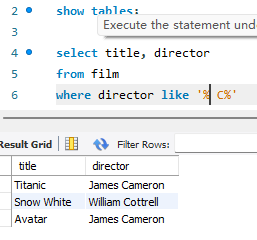 2 show tables;
3 Execute the statement und
4 select title, director
5 from film
6 where director like '% C%'
Result Grid Filter Rows:
title director
Titanic James Cameron
Snow White William Cottrell
Avatar James Cameron